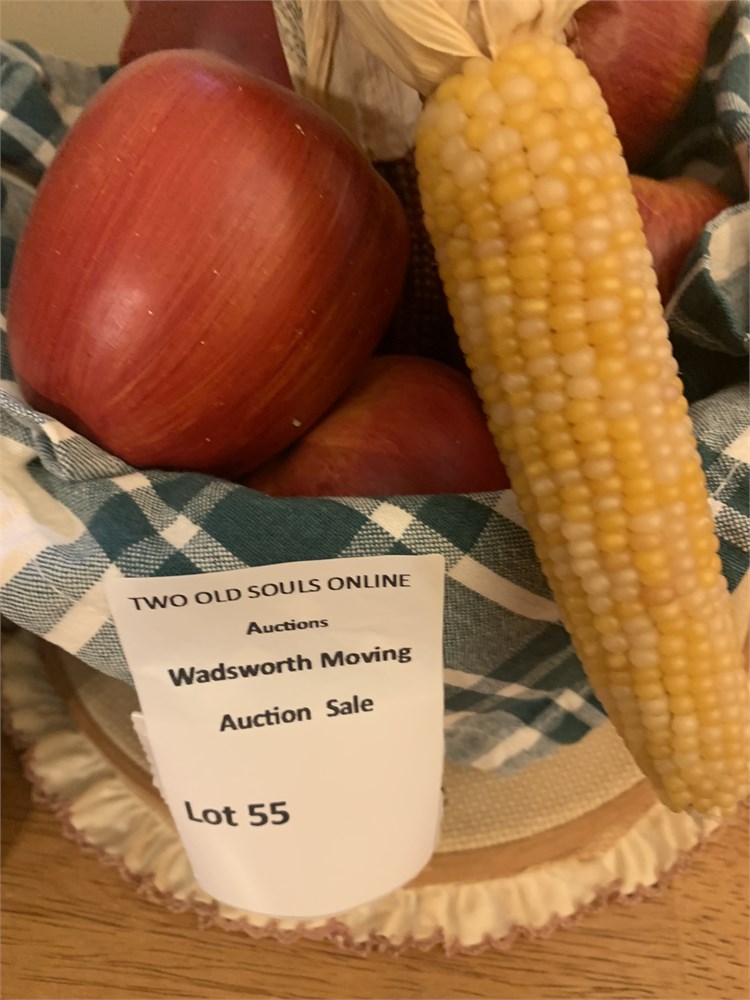 TWO OLD SOULS ONLINE
Auctions
Wadsworth Moving
Auction Sale
Lot 55